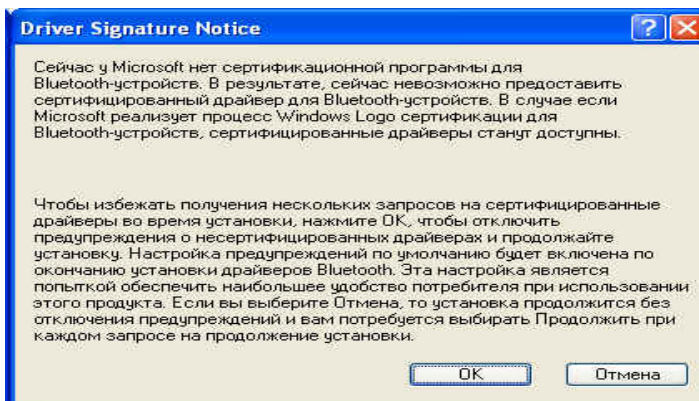 Driver Signature Notice
Сейчас у Microsoft нет сертификационной программы для
Bluetooth-устройств. В результате, сейчас невозможно предоставить
сертифицированный драйвер для Bluetooth-устройств. В случае если
Microsoft реализует процесс Windows Logo сертификации для
Bluetooth-устройств, сертифицированные драйверы станут доступны.
Чтобы избежать получения нескольких запросов на сертифицированные
драйверы во время установки, нажмите OK, чтобы отключить
предупреждения о несертифицированных драйверах и продолжайте
установку. Настройка предупреждений по умолчанию будет включена по
окончанию установки драйверов Bluetooth. Эта настройка является
попыткой обеспечить наибольшее удобство потребителя при использовании
этого продукта. Если вы выберите Отмена, то установка продолжится без
отключения предупреждений и вам потребуется выбирать Продолжить при
каждом запросе на продолжение установки.
OK Отмена